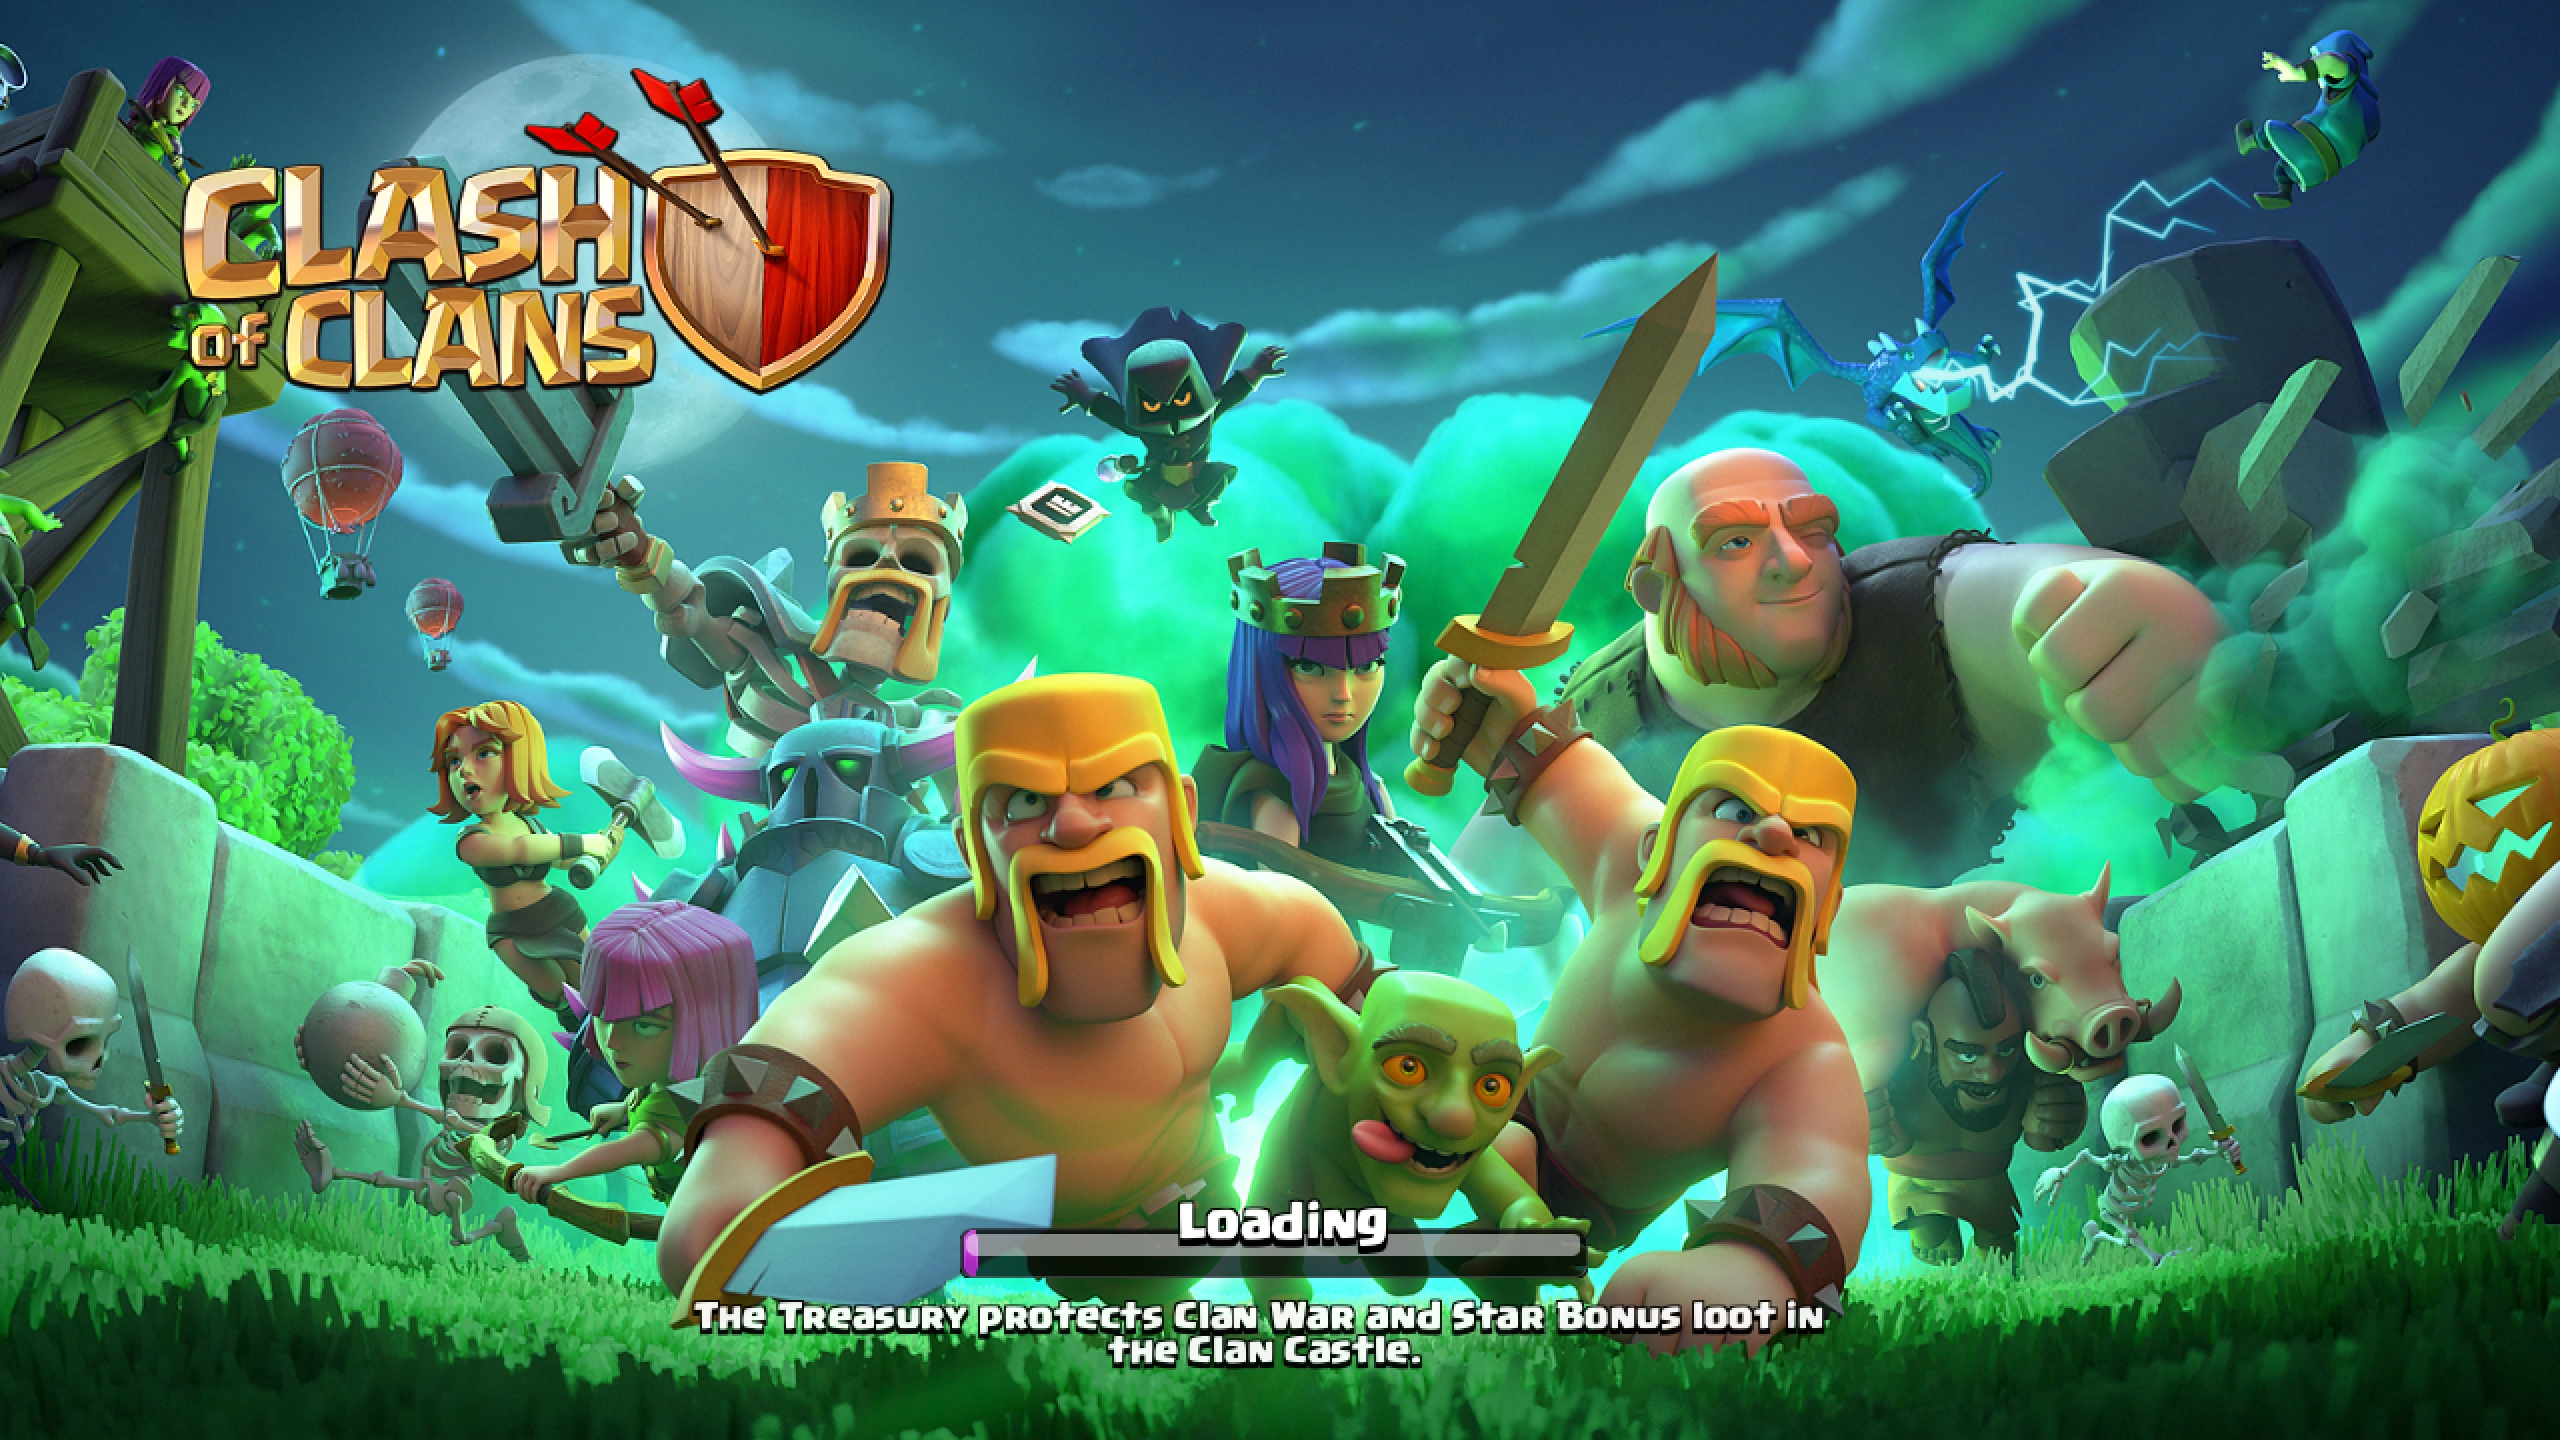 CLASH
OF CLANS
Loading
The Treasury protects Clan War and Star Bonus loot in
the Clan Castle.